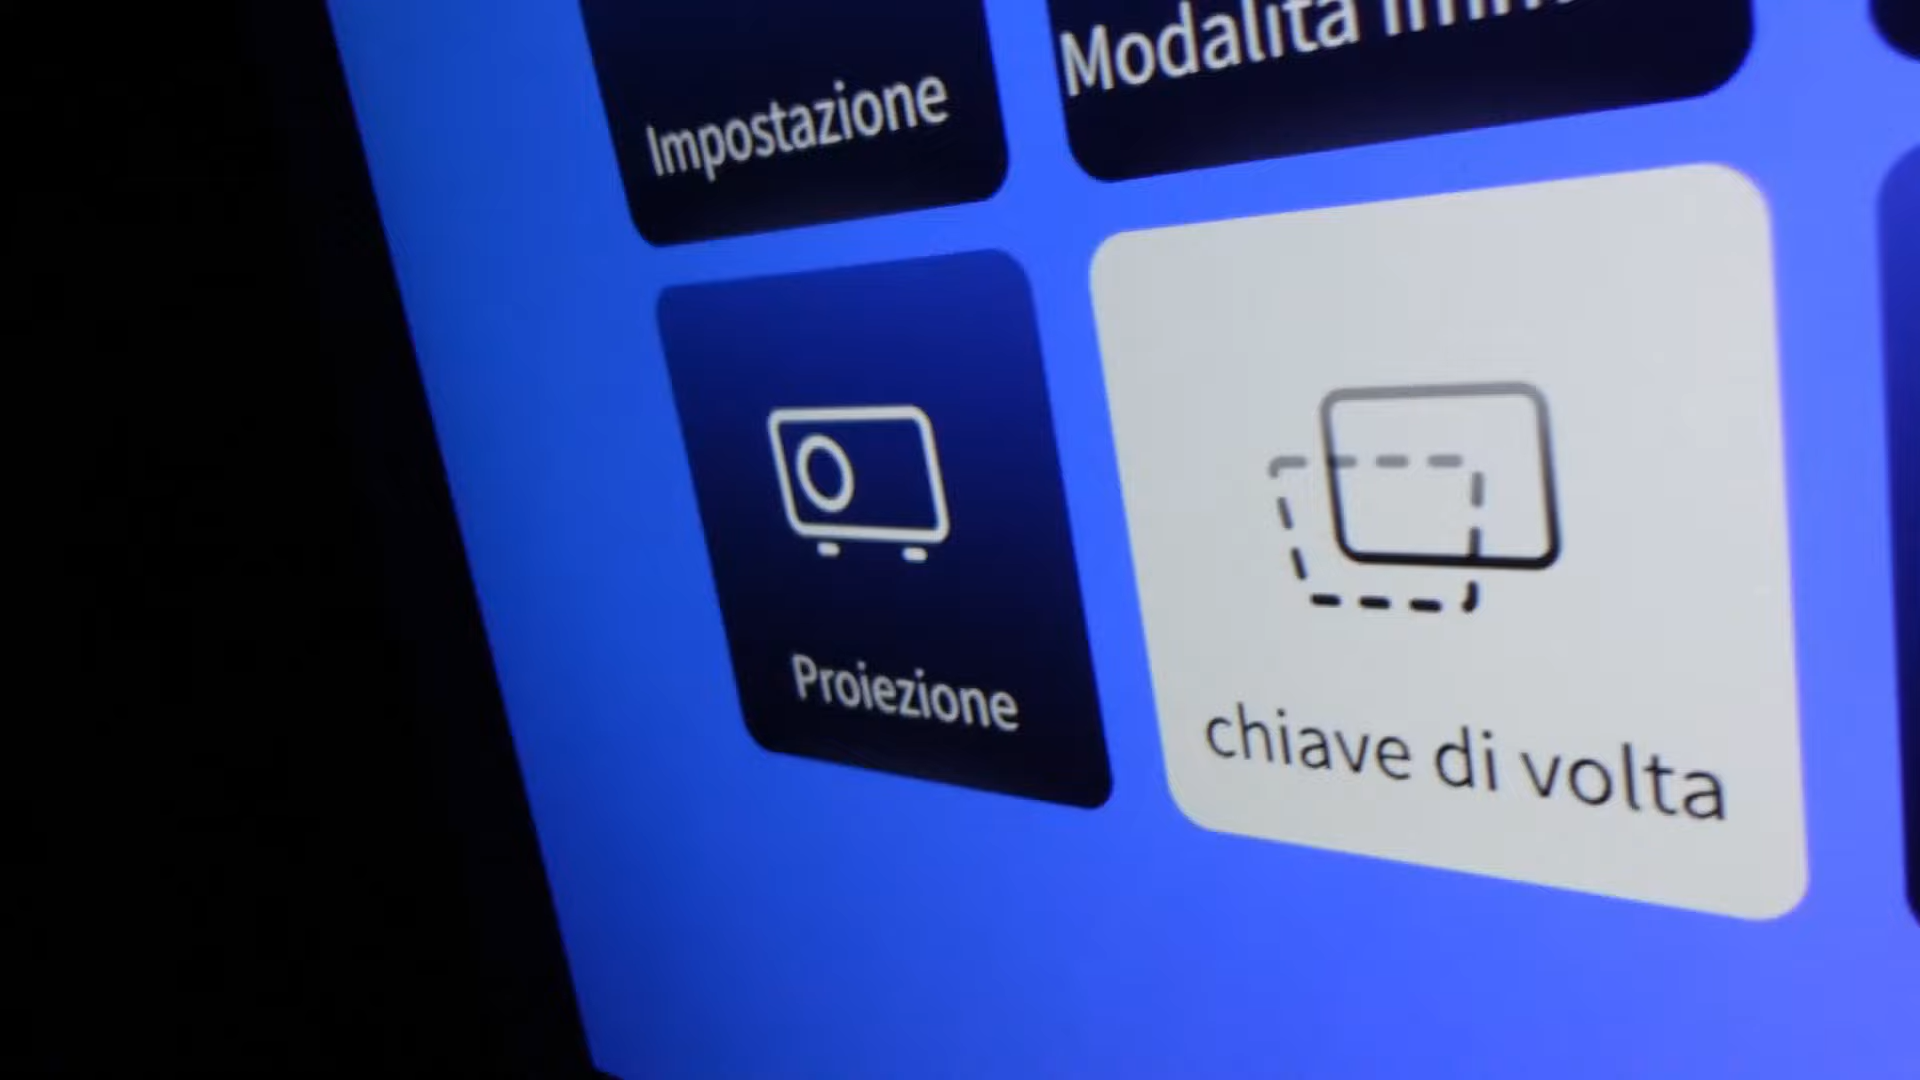 Impostazione
Modalità
Proiezione
chiave di volta